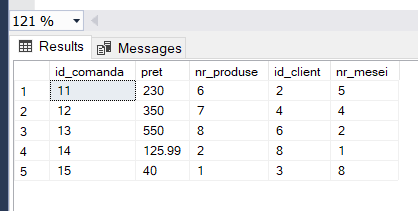 121 %
Results Messages
id_comanda pret nr_produse id_client nr_mesei
1 11 230 6 2 5
2 12 350 7 4 4
3 13 550 8 6 2
4 14 125.99 2 8 1
5 15 40 1 3 8